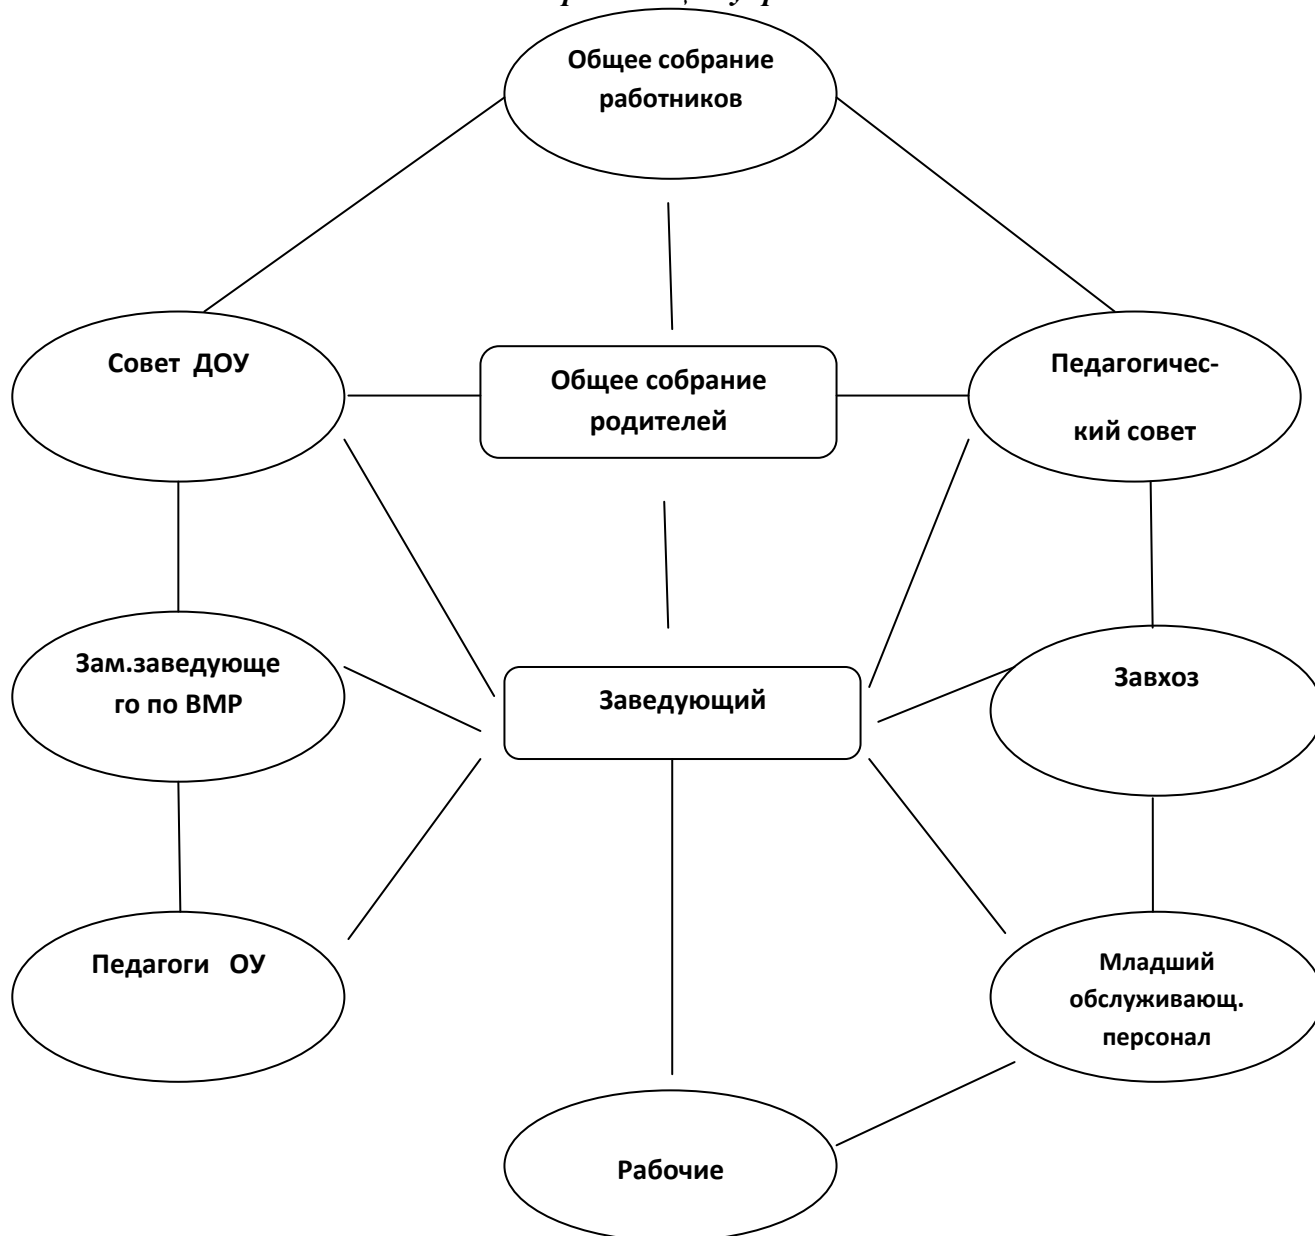 Общее собрание
работников
Совет ДОУ
Общее собрание
родителей
Педагогичес-
кий совет
Зам.заведующе
го по ВМР
Заведующий
Завхоз
Педагоги ОУ
Младший
обслуживающ.
персонал
Рабочие